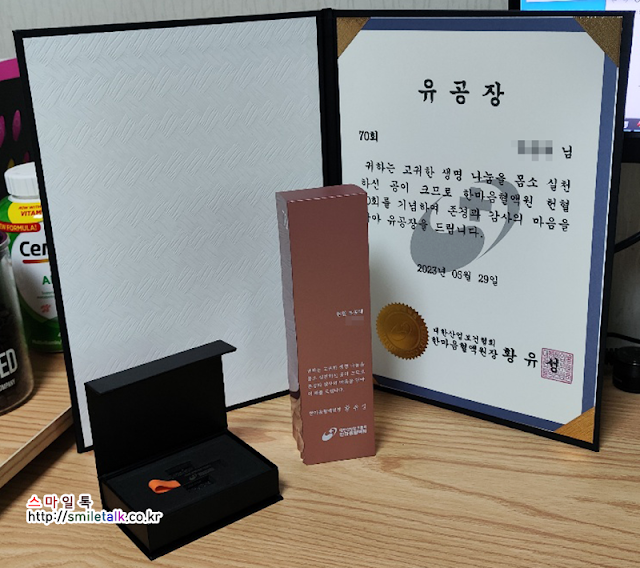 유공장
70회
님
귀하는 고귀한 생명 나눔을 몸소 실천
하신 공이 크므로 한마음혈액원 헌혈
0회를 기념하여 존경과 감사의 마음을
아 유공장을 드립니다.
2023년 05월 29일
대한산업보건협회
한마음혈액원장 황유성
VITAMIN
FORMULA!
Cen
스마일톡
http://smiletalk.co.kr